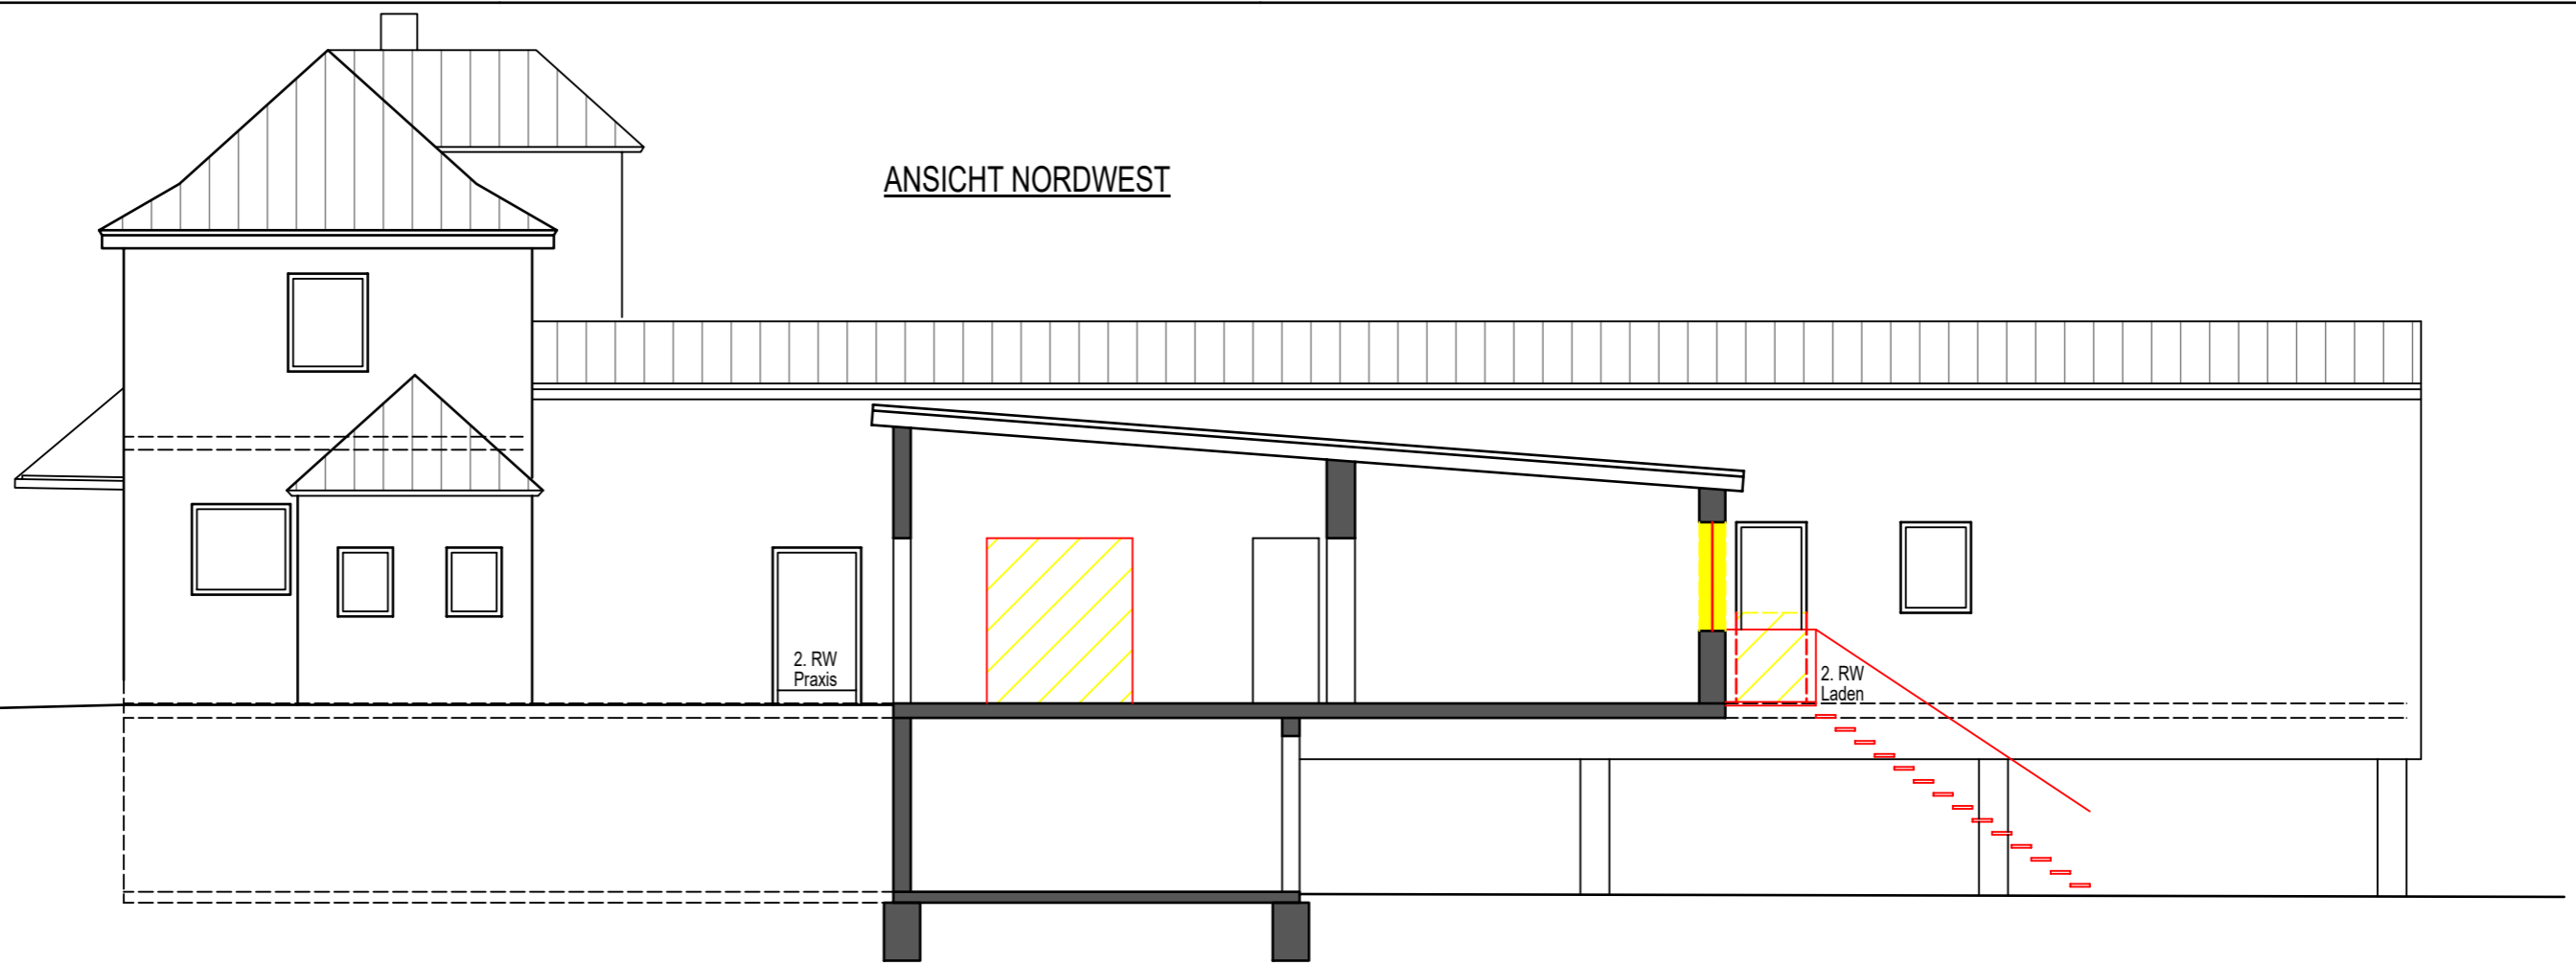 ANSICHT NORDWEST
2. RW
Praxis
2. RW
Laden